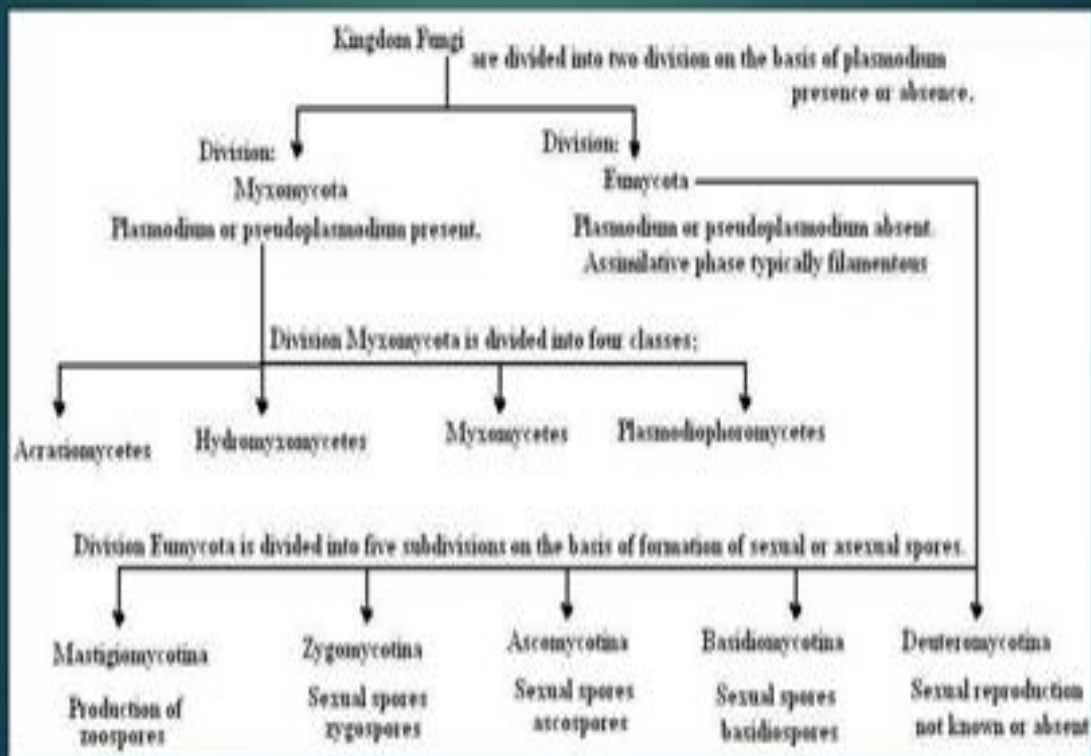 Kingdom Fungi
are divided into two division on the basis of plasmodium
presence or absence.
Division:
Myxomycota
Plasmodium or pseudoplasmodium present.
Division:
Eumycota
Plasmodium or pseudoplasmodium absent.
Assimilative phase typically filamentous
Division Myxomycota is divided into four classes;
Acrasiomycetes
Hydromyxomycetes
Myxomycetes
Plasmodiophoromycetes
Division Eumycota is divided into five subdivisions on the basis of formation of sexual or asexual spores.
Mastigiomycotina
Production of
zoospores
Zygomycotina
Sexual spores
zygospores
Ascomycotina
Sexual spores
ascospores
Basidiomycotina
Sexual spores
basidiospores
Deuteromycotina
Sexual reproduction
not known or absent